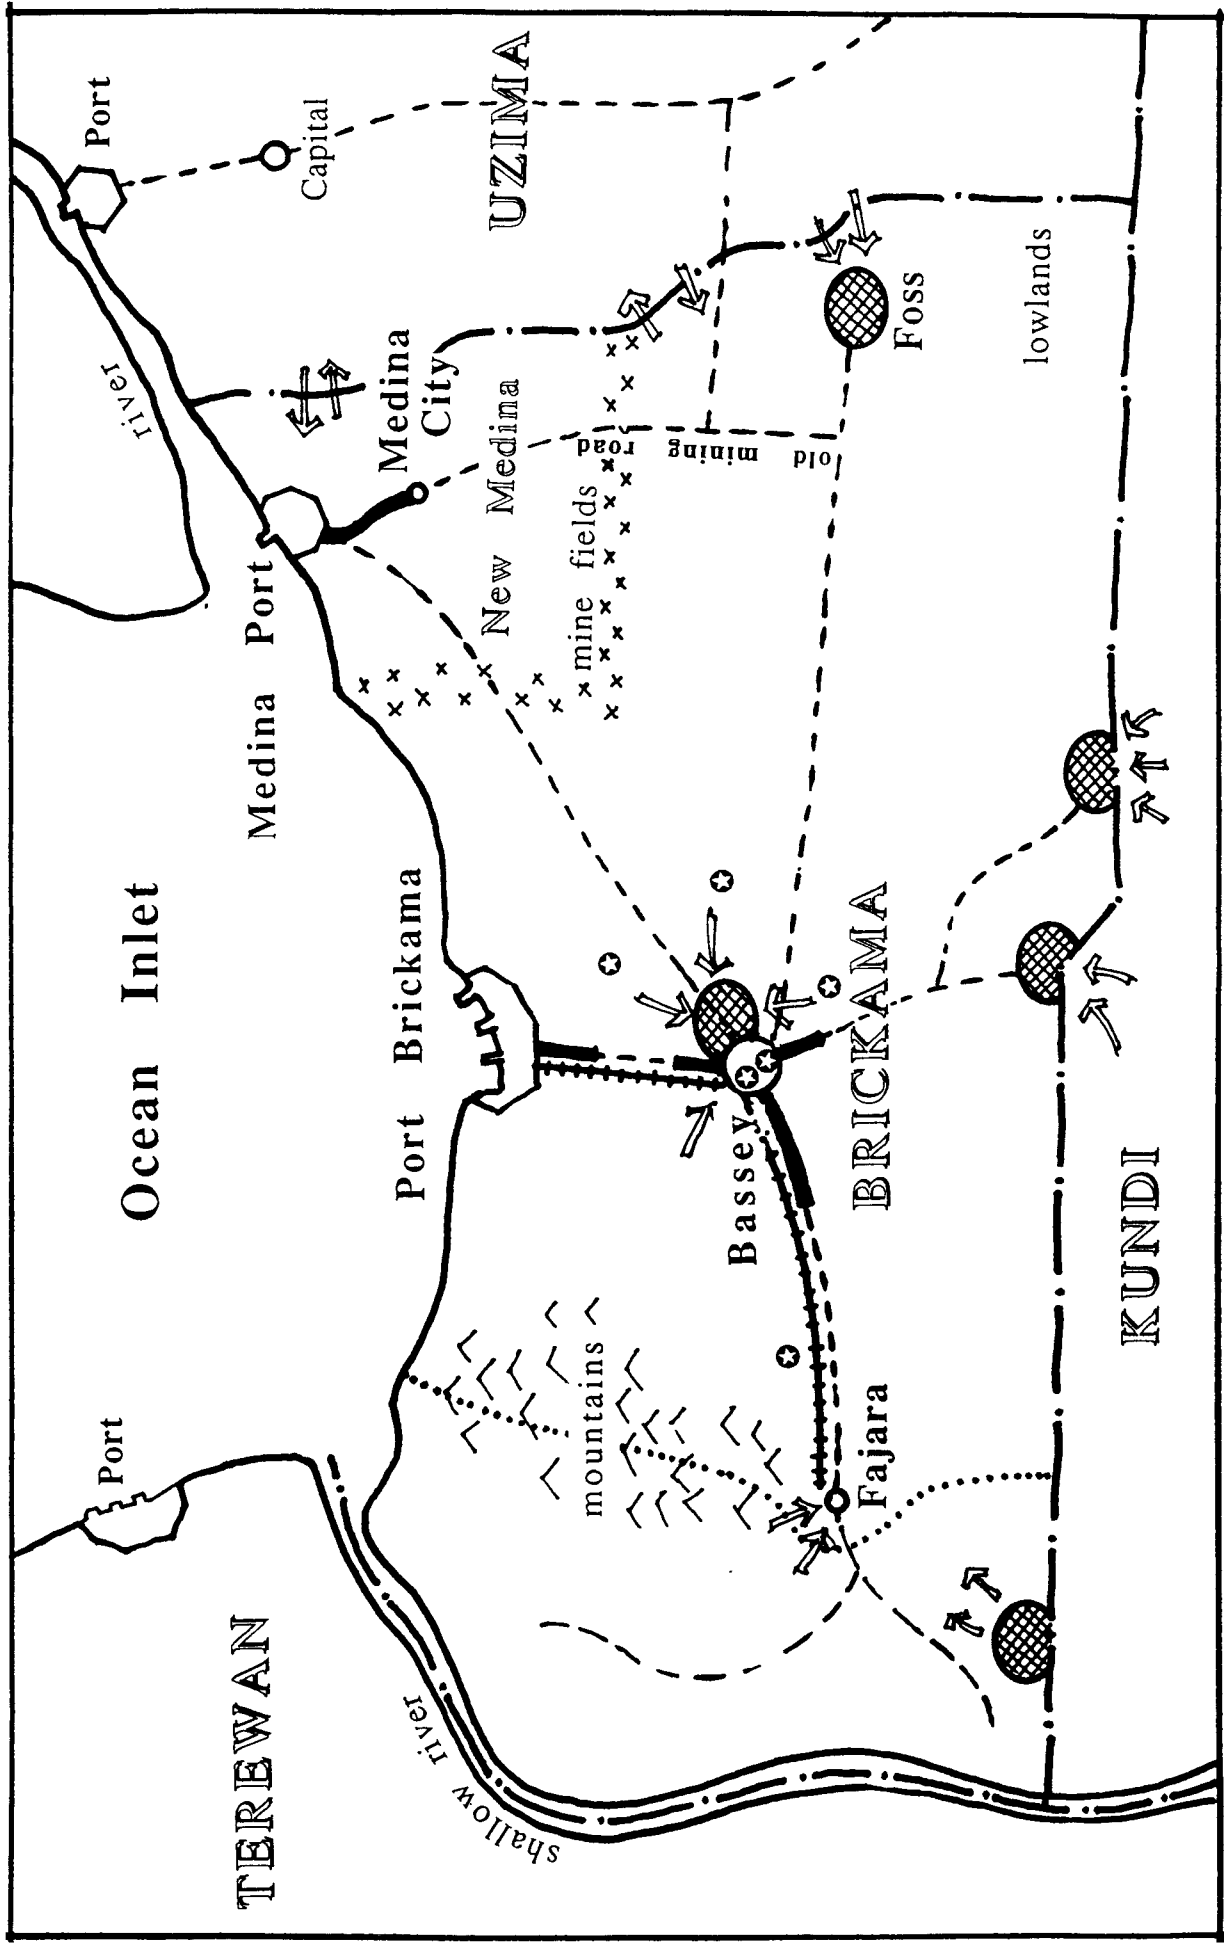 Port
Port
river
Ocean Inlet
TEREWAN
Medina Port
Capital
Port Brickama
Medina
City
shallow river
New Medina
UZIMA
mine fields
mountains
old mining road
Bassey
Fajara
BRICKAMA
Foss
lowlands
KUNDI